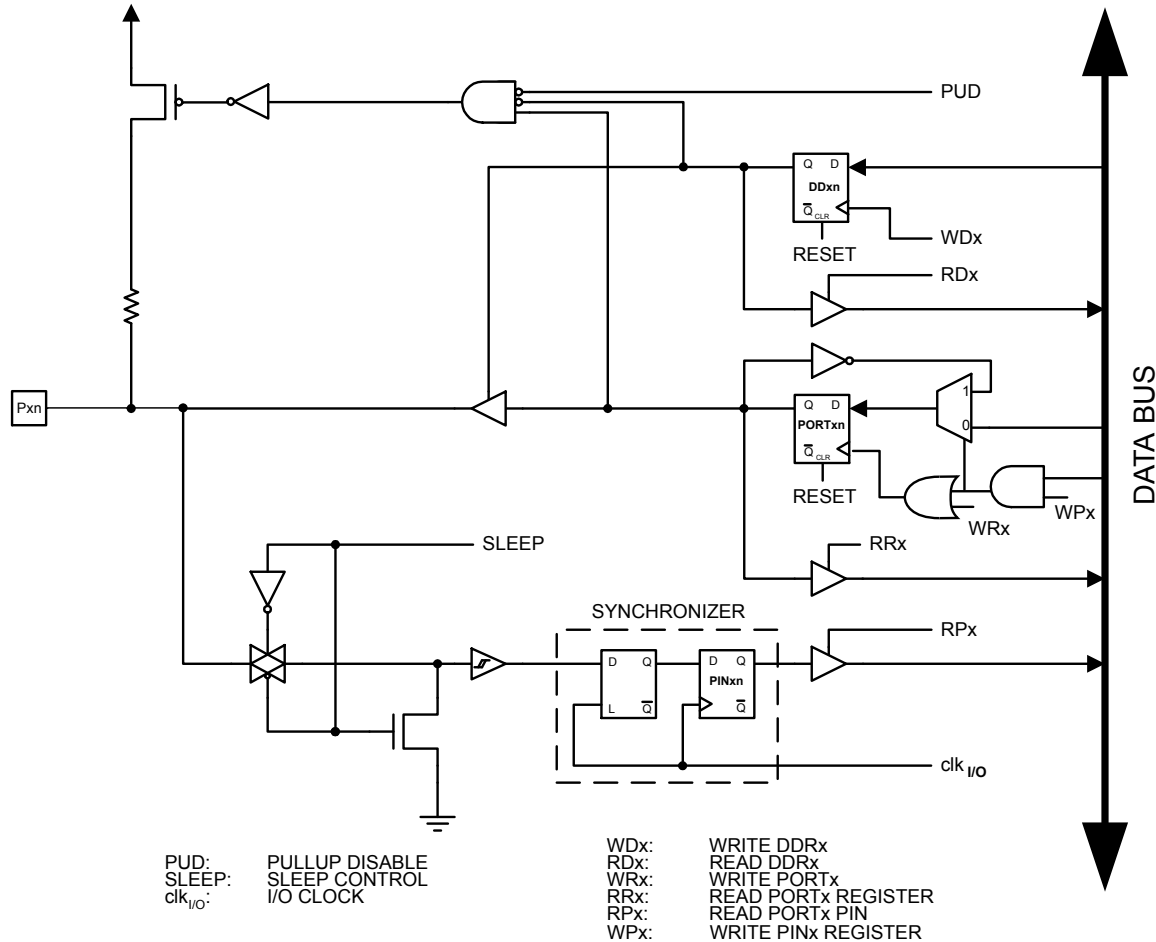 PUD
Q D
DDxn
Q CLR
WDx
RESET
RDx
Pxn
1
Q D
PORTxn
0
Q CLR
RESET
WRx
WPx
DATA BUS
SLEEP
RRx
SYNCHRONIZER
RPx
D Q
D Q
PINxn
L Q
Q
clk I/O
PUD: PULLUP DISABLE
SLEEP: SLEEP CONTROL
clkI/O: I/O CLOCK
WDx: WRITE DDRx
RDx: READ DDRx
WRx: WRITE PORTx
RRx: READ PORTx REGISTER
RPx: READ PORTx PIN
WPx: WRITE PINx REGISTER